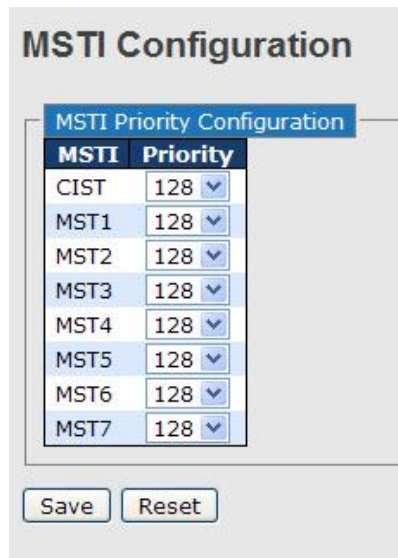 MSTI Configuration
MSTI Priority Configuration
MSTI Priority
CIST 128
MST1 128
MST2 128
MST3 128
MST4 128
MST5 128
MST6 128
MST7 128
Save Reset